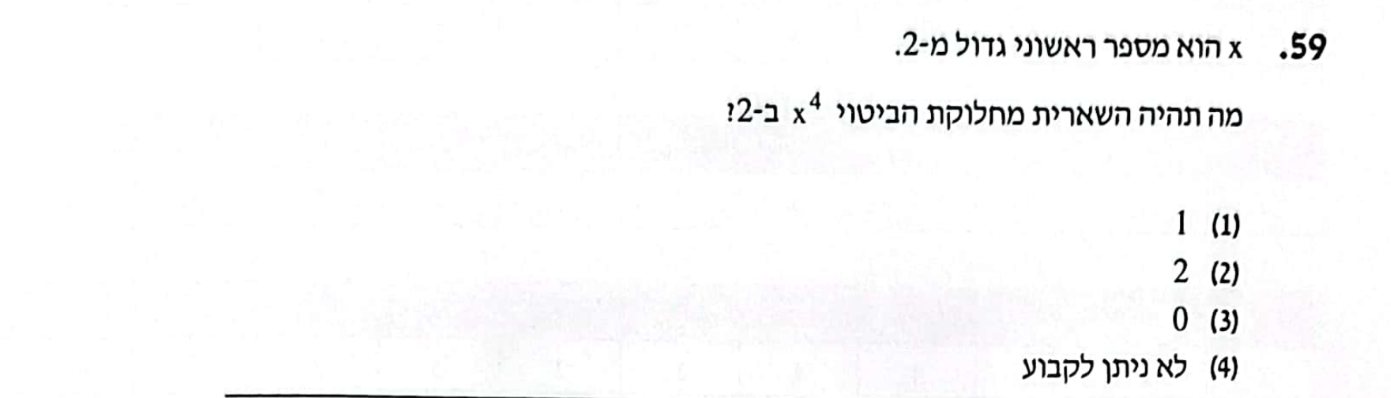 59. x הוא מספר ראשוני גדול מ-2.
מה תהיה השארית מחלוקת הביטוי x⁴ ב-2?
(1) 1
(2) 2
(3) 0
(4) לא ניתן לקבוע